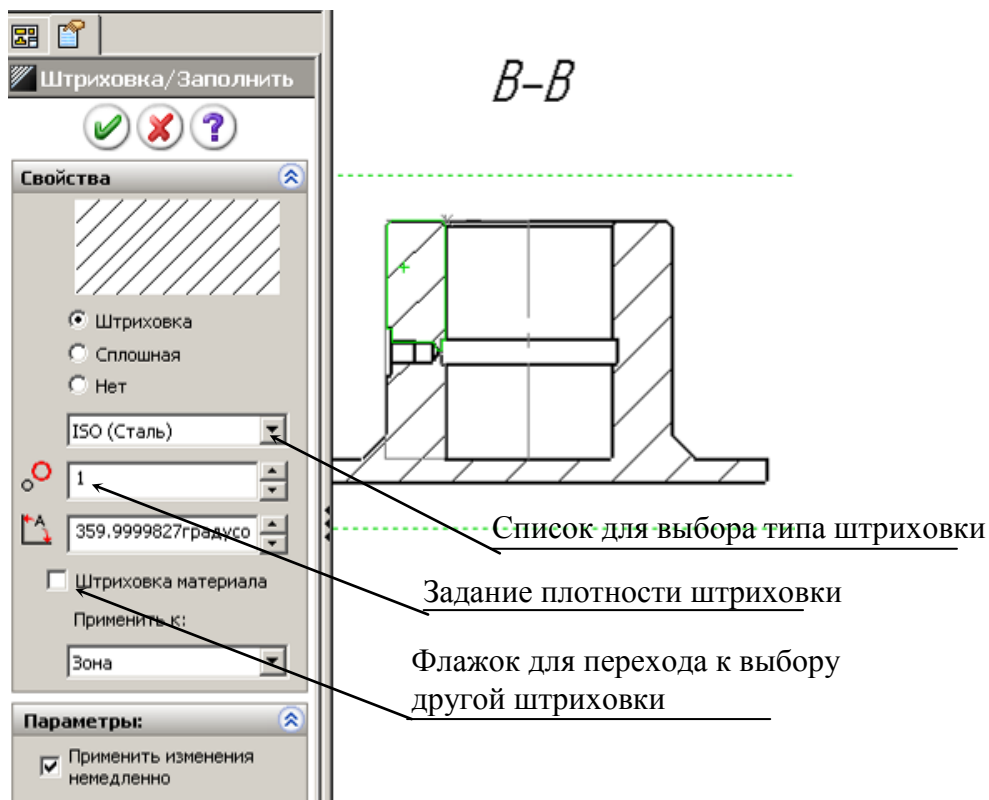 Штриховка/Заполнить
В-В
Свойства
Штриховка
Сплошная
Нет
ISO (Сталь)
1
359.9999827градусо
Список для выбора типа штриховки
Штриховка материала
Задание плотности штриховки
Применить к:
Зона
Флажок для перехода к выбору
другой штриховки
Параметры:
Применить изменения
немедленно